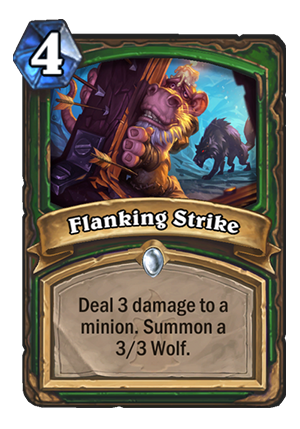 4
Flanking Strike
Deal 3 damage to a
minion. Summon a
3/3 Wolf.